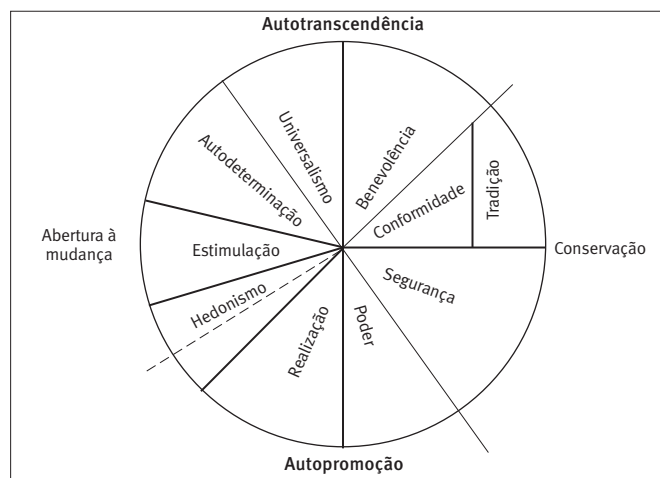 Autotranscendência
Universalismo
Benevolência
Autodeterminação
Conformidade
Tradição
Abertura à
mudança
Estimulação
Conservação
Segurança
Hedonismo
Realização
Poder
Autopromoção